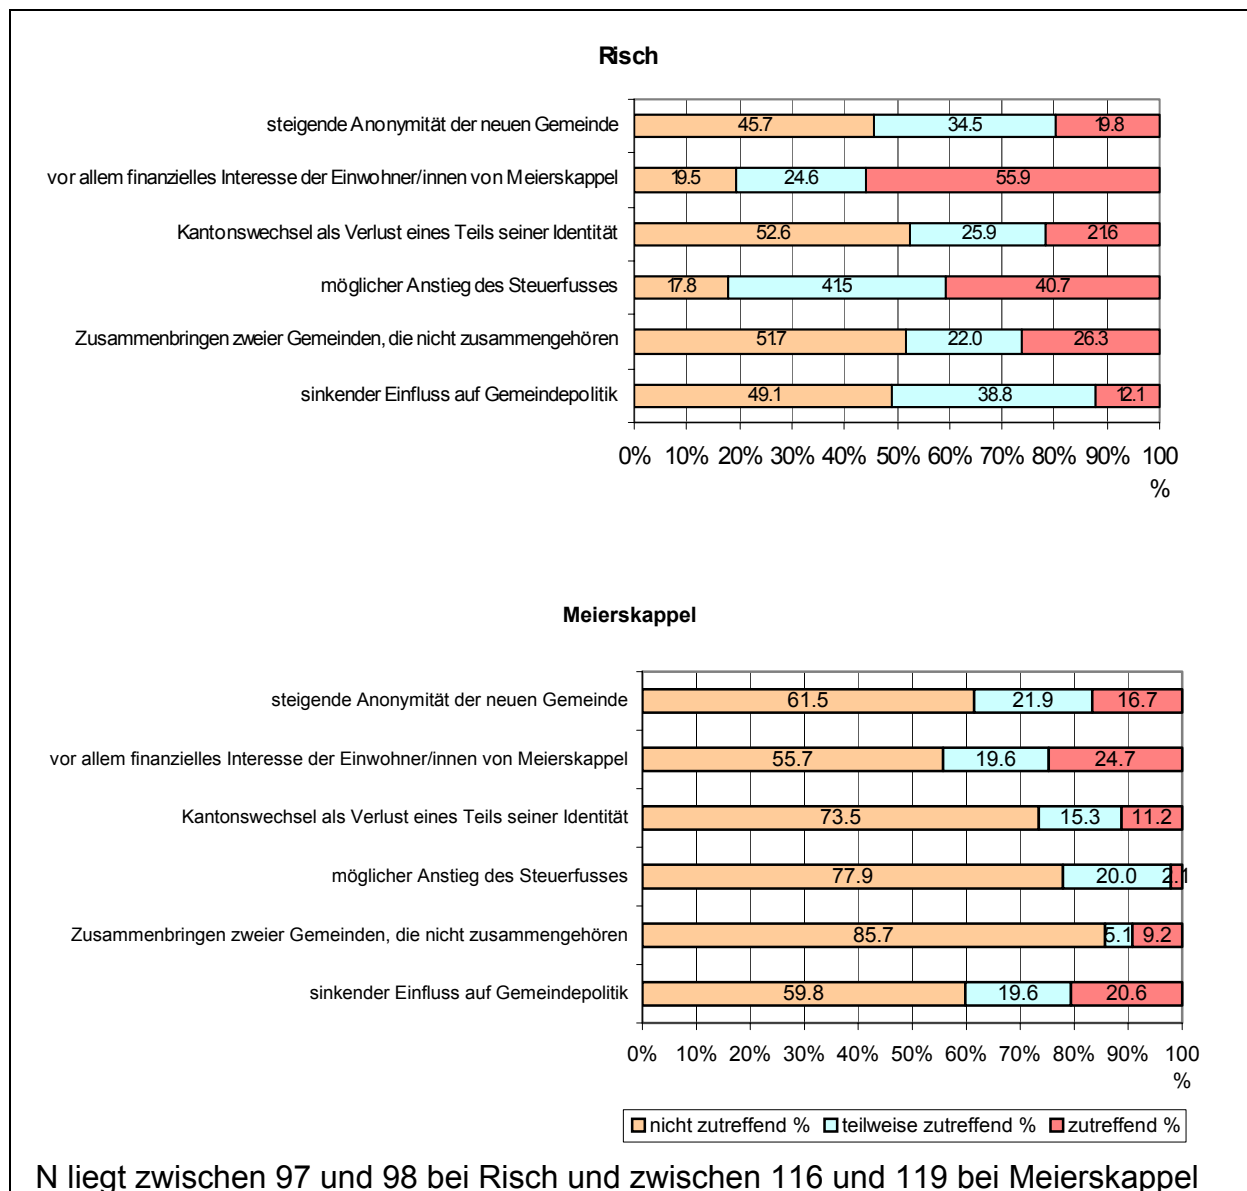 Risch
steigende Anonymität der neuen Gemeinde
45.7 34.5 19.8
vor allem finanzielles Interesse der Einwohner/innen von Meierskappel
19.5 24.6 55.9
Kantonswechsel als Verlust eines Teils seiner Identität
52.6 25.9 21.6
möglicher Anstieg des Steuerfusses
17.8 41.5 40.7
Zusammenbringen zweier Gemeinden, die nicht zusammengehören
51.7 22.0 26.3
sinkender Einfluss auf Gemeindepolitik
49.1 38.8 12.1
0% 10% 20% 30% 40% 50% 60% 70% 80% 90% 100
%
Meierskappel
steigende Anonymität der neuen Gemeinde
61.5 21.9 16.7
vor allem finanzielles Interesse der Einwohner/innen von Meierskappel
55.7 19.6 24.7
Kantonswechsel als Verlust eines Teils seiner Identität
73.5 15.3 11.2
möglicher Anstieg des Steuerfusses
77.9 20.0 2.1
Zusammenbringen zweier Gemeinden, die nicht zusammengehören
85.7 5.1 9.2
sinkender Einfluss auf Gemeindepolitik
59.8 19.6 20.6
0% 10% 20% 30% 40% 50% 60% 70% 80% 90% 100
%
nicht zutreffend % teilweise zutreffend % zutreffend %
N liegt zwischen 97 und 98 bei Risch und zwischen 116 und 119 bei Meierskappel